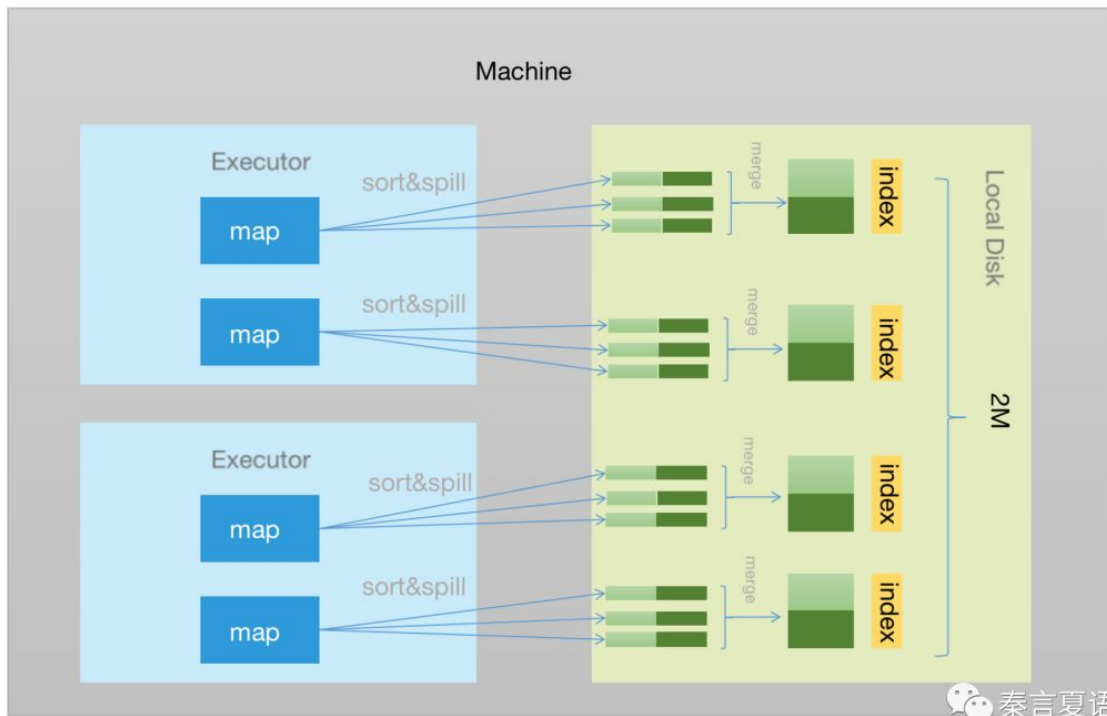 Machine
Executor
sort&spill
map
sort&spill
map
Executor
sort&spill
map
sort&spill
map
merge
index
merge
index
merge
index
merge
index
Local Disk
2M
秦言夏语